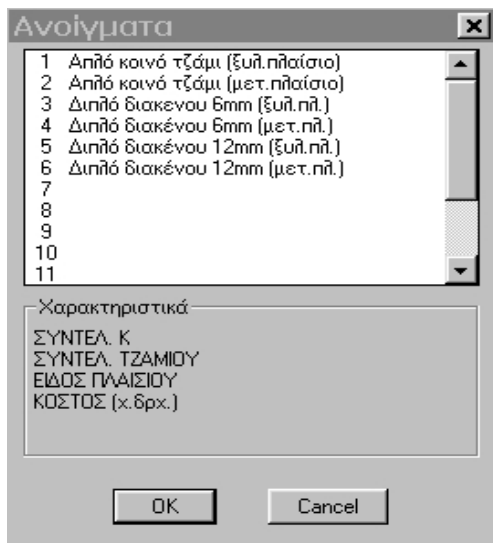 Ανοίγματα
1 Απλό κοινό τζάμι (ξυλ.πλαίσιο)
2 Απλό κοινό τζάμι (μετ.πλαίσιο)
3 Διπλό διακενου 6mm (ξυλ.πλ.)
4 Διπλό διακένου 6mm (μετ.πλ.)
5 Διπλό διακένου 12mm (ξυλ.πλ.)
6 Διπλό διακένου 12mm (μετ.πλ.)
7
8
9
10
11
Χαρακτηριστικά
ΣΥΝΤΕΛ. Κ
ΣΥΝΤΕΛ. ΤΖΑΜΙΟΥ
ΕΙΔΟΣ ΠΛΑΙΣΙΟΥ
ΚΟΣΤΟΣ (χ.δρχ.)
OK Cancel